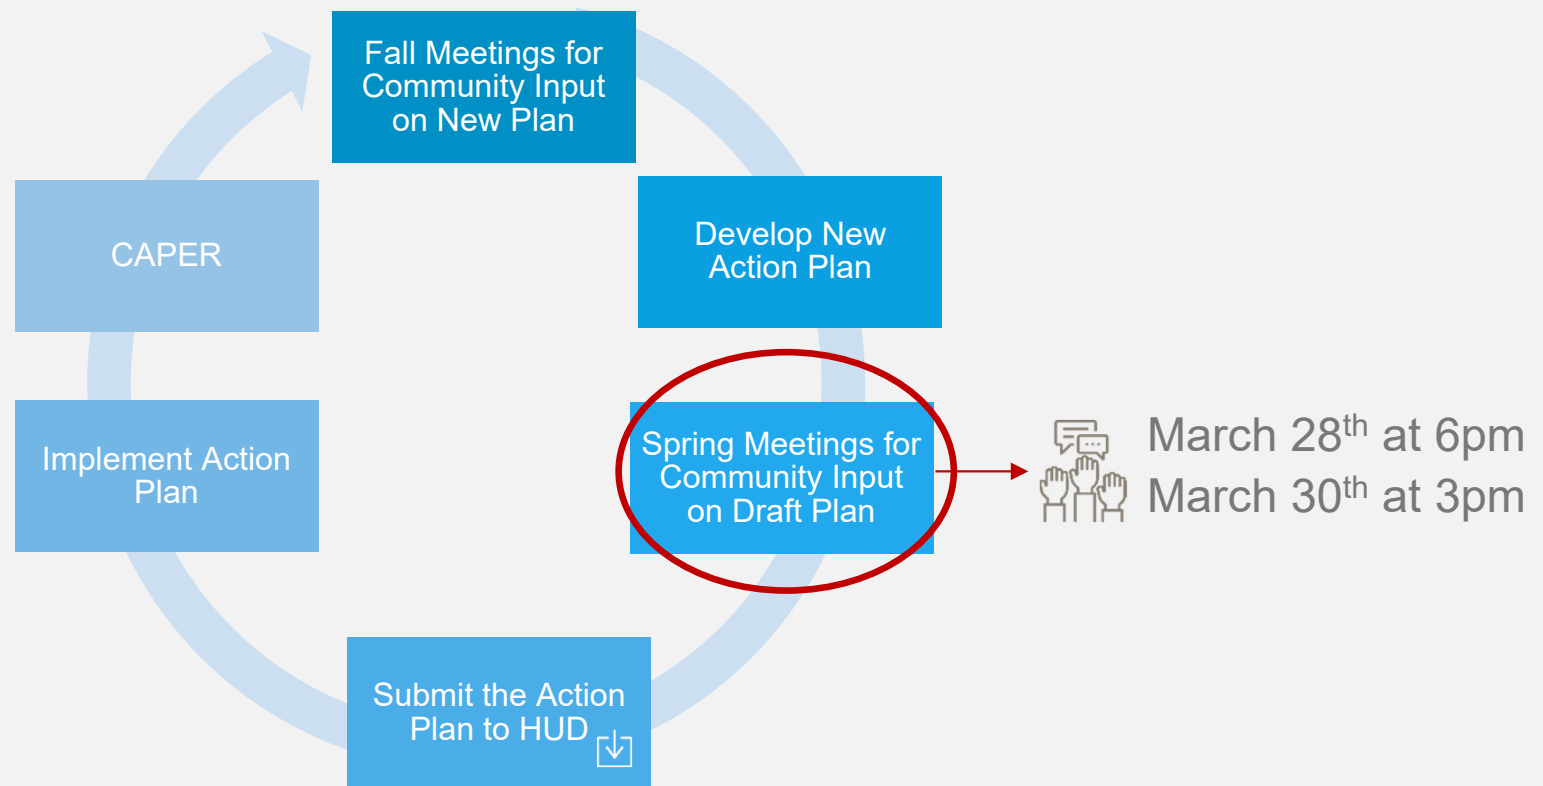 Fall Meetings for
Community Input
on New Plan
Develop New
Action Plan
Spring Meetings for
Community Input
on Draft Plan
March 28th at 6pm
March 30th at 3pm
Submit the Action
Plan to HUD
Implement Action
Plan
CAPER